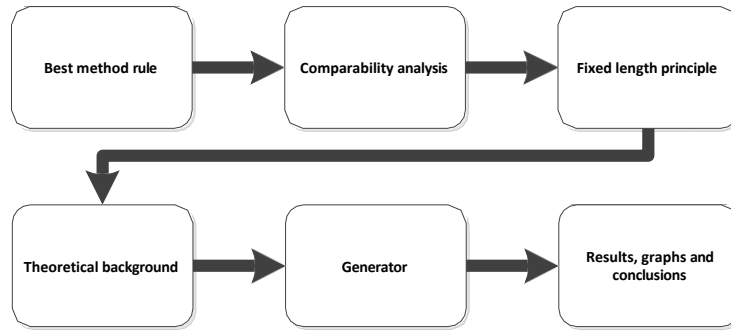 Best method rule
Comparability analysis
Fixed length principle
Theoretical background
Generator
Results, graphs and
conclusions